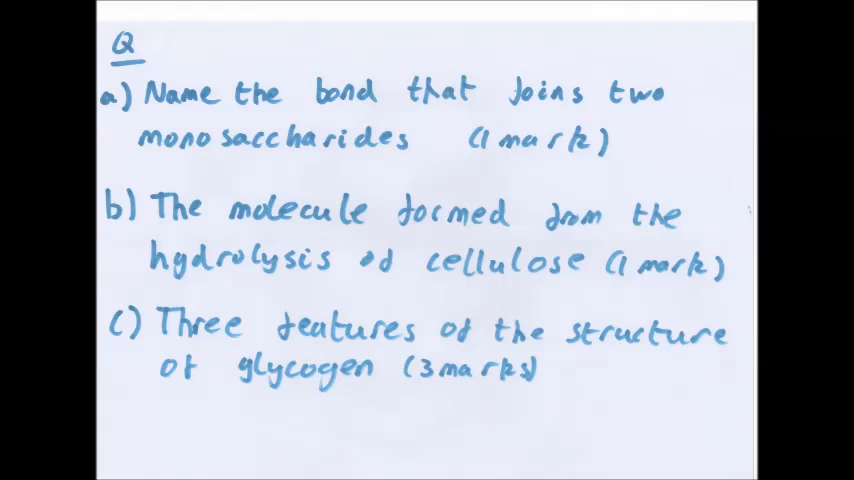 Q
a) Name the bond that joins two
monosaccharides (1 mark)
b) The molecule formed from the
hydrolysis of cellulose (1 mark)
c) Three features of the structure
of glycogen (3 marks)